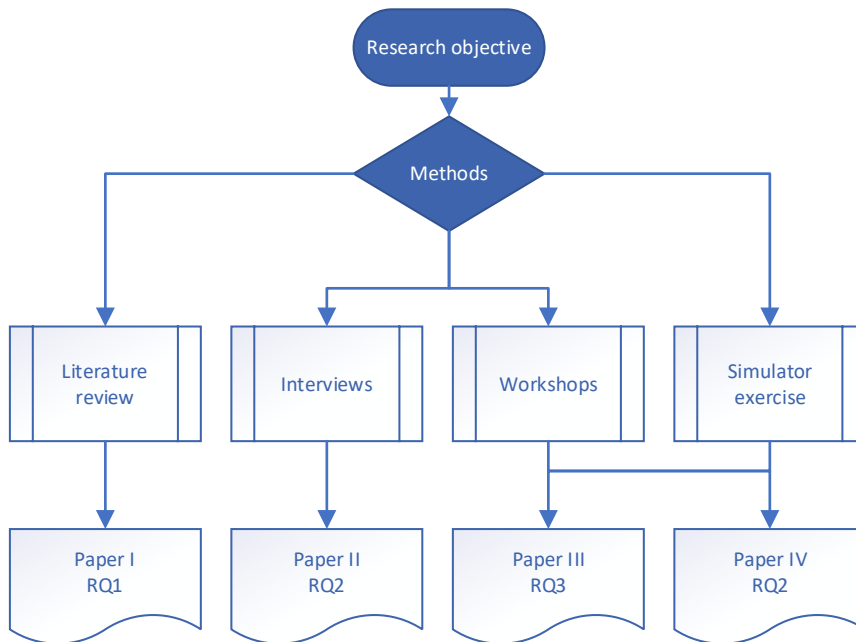 Research objective
Methods
Literature
review
Interviews
Workshops
Simulator
exercise
Paper I
RQ1
Paper II
RQ2
Paper III
RQ3
Paper IV
RQ2